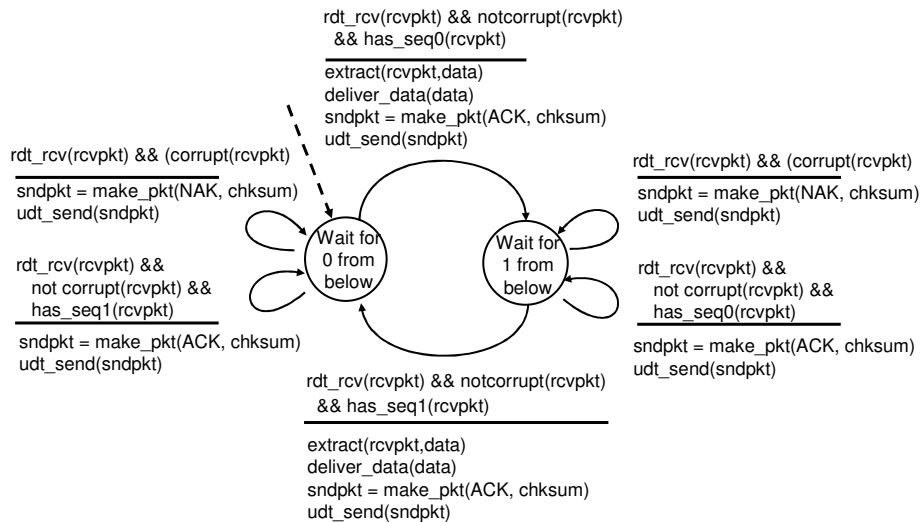 rdt_rcv(rcvpkt) && notcorrupt(rcvpkt)
&& has_seq0(rcvpkt)
extract(rcvpkt,data)
deliver_data(data)
sndpkt = make_pkt(ACK, chksum)
udt_send(sndpkt)
rdt_rcv(rcvpkt) && (corrupt(rcvpkt)
sndpkt = make_pkt(NAK, chksum)
udt_send(sndpkt)
rdt_rcv(rcvpkt) &&
not corrupt(rcvpkt) &&
has_seq1(rcvpkt)
sndpkt = make_pkt(ACK, chksum)
udt_send(sndpkt)
Wait for
0 from
below
Wait for
1 from
below
rdt_rcv(rcvpkt) && (corrupt(rcvpkt)
sndpkt = make_pkt(NAK, chksum)
udt_send(sndpkt)
rdt_rcv(rcvpkt) &&
not corrupt(rcvpkt) &&
has_seq0(rcvpkt)
sndpkt = make_pkt(ACK, chksum)
udt_send(sndpkt)
rdt_rcv(rcvpkt) && notcorrupt(rcvpkt)
&& has_seq1(rcvpkt)
extract(rcvpkt,data)
deliver_data(data)
sndpkt = make_pkt(ACK, chksum)
udt_send(sndpkt)